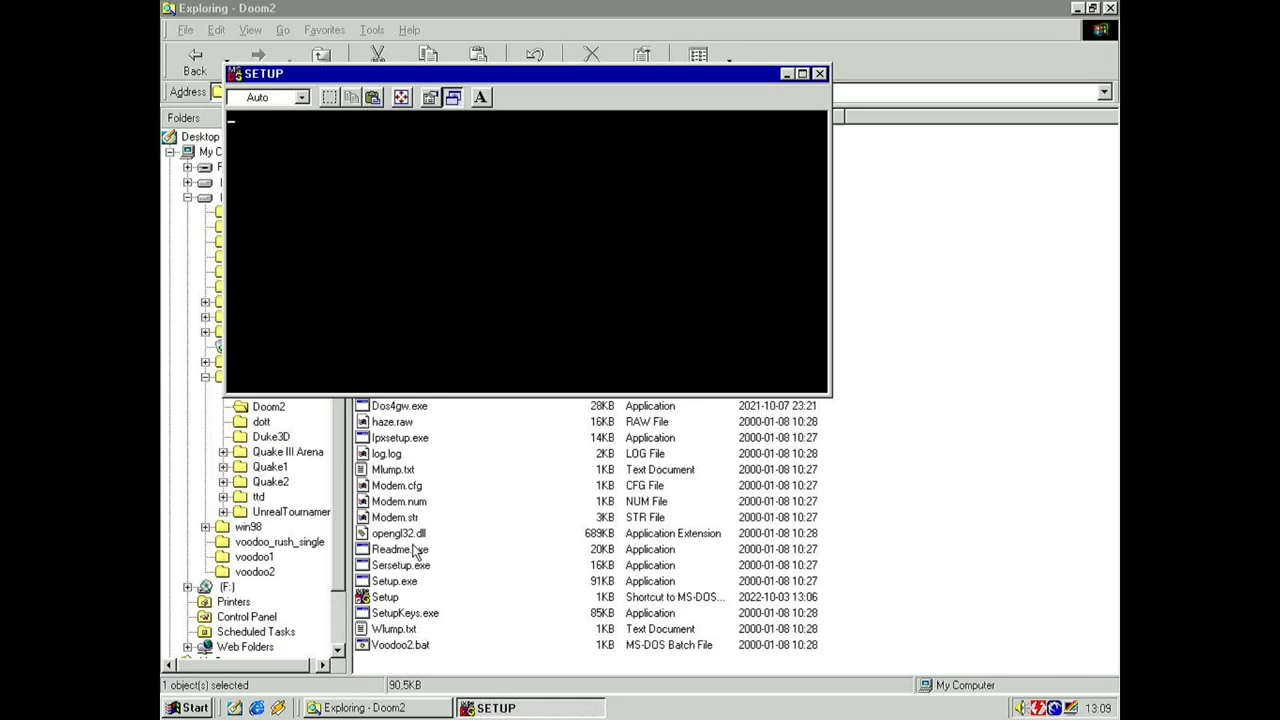 Exploring - Doom2
File Edit View Go Favorites Tools Help
Back
SETUP
Address
Auto
A
Folders
Desktop
My C
Dos4gw.exe 28KB Application 2021-10-07 23:21
haze.raw 16KB RAW File 2000-01-08 10:28
Ipxsetup.exe 14KB Application 2000-01-08 10:27
log.log 2KB LOG File 2000-01-08 10:28
Mlump.txt 1KB Text Document 2000-01-08 10:27
Modem.cfg 1KB CFG File 2000-01-08 10:27
Modem.num 1KB NUM File 2000-01-08 10:28
Modem.str 3KB STR File 2000-01-08 10:28
opengl32.dll 689KB Application Extension 2000-01-08 10:27
Readme.exe 20KB Application 2000-01-08 10:27
Sersetup.exe 16KB Application 2000-01-08 10:27
Setup.exe 91KB Application 2000-01-08 10:27
Setup 1KB Shortcut to MS-DOS... 2022-10-03 13:06
SetupKeys.exe 85KB Application 2000-01-08 10:28
Wlump.txt 1KB Text Document 2000-01-08 10:28
Voodoo2.bat 1KB MS-DOS Batch File 2000-01-08 10:28
Doom2
dott
Duke3D
Quake III Arena
Quake1
Quake2
ttd
UnrealTournamer
win98
voodoo_rush_single
voodoo1
voodoo2
(F:)
Printers
Control Panel
Scheduled Tasks
Web Folders
1 object(s) selected 90,5KB My Computer
Start Exploring - Doom2 SETUP 13:09